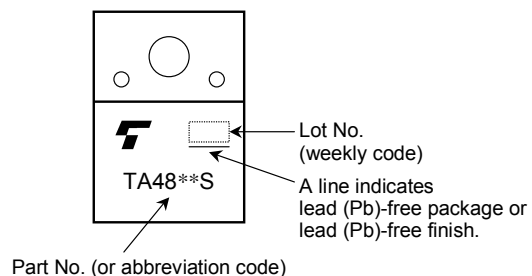 Lot No.
(weekly code)
TA48**S
A line indicates
lead (Pb)-free package or
lead (Pb)-free finish.
Part No. (or abbreviation code)